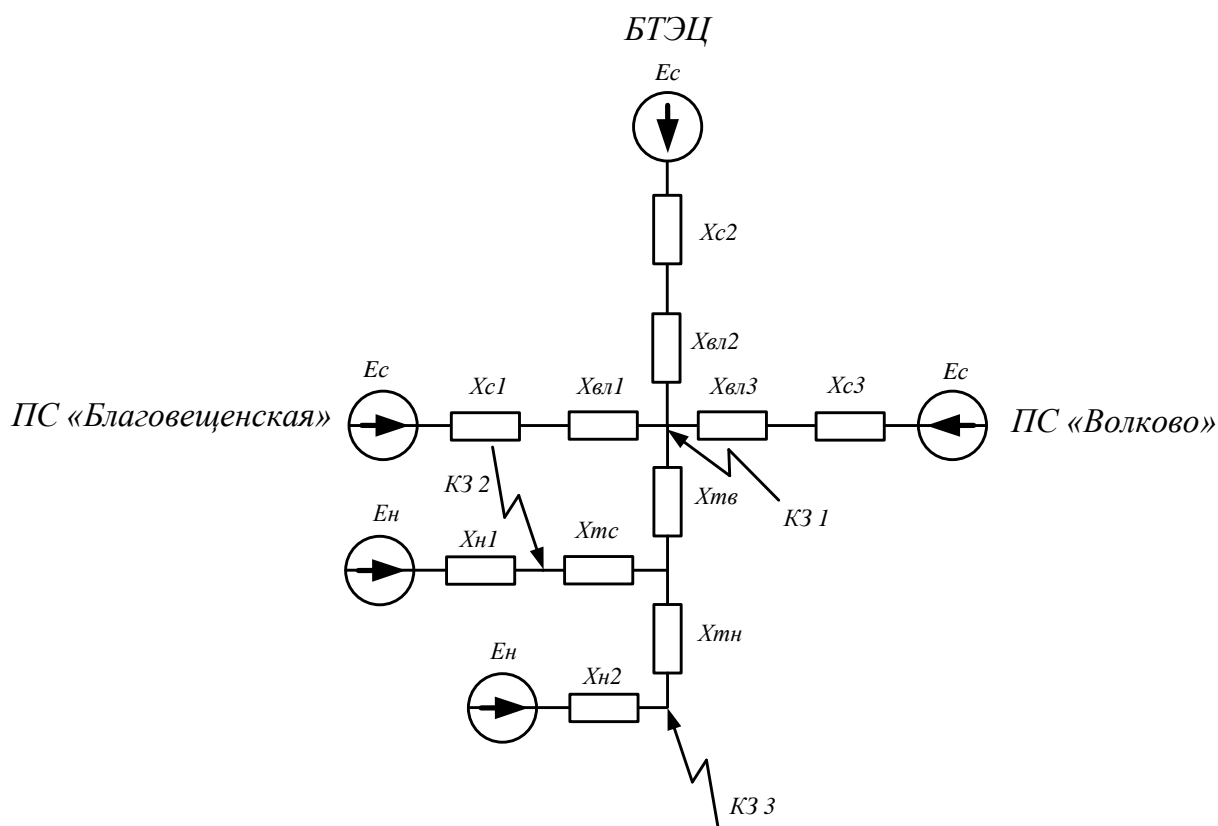 БТЭЦ
Ес
Хс2
Хвл2
Ес
Хс1
Хвл1
Хвл3
Хс3
Ес
ПС «Благовещенская»
ПС «Волково»
КЗ 2
Хтв
КЗ 1
Ен
Хн1
Хтс
Хтн
Ен
Хн2
КЗ 3